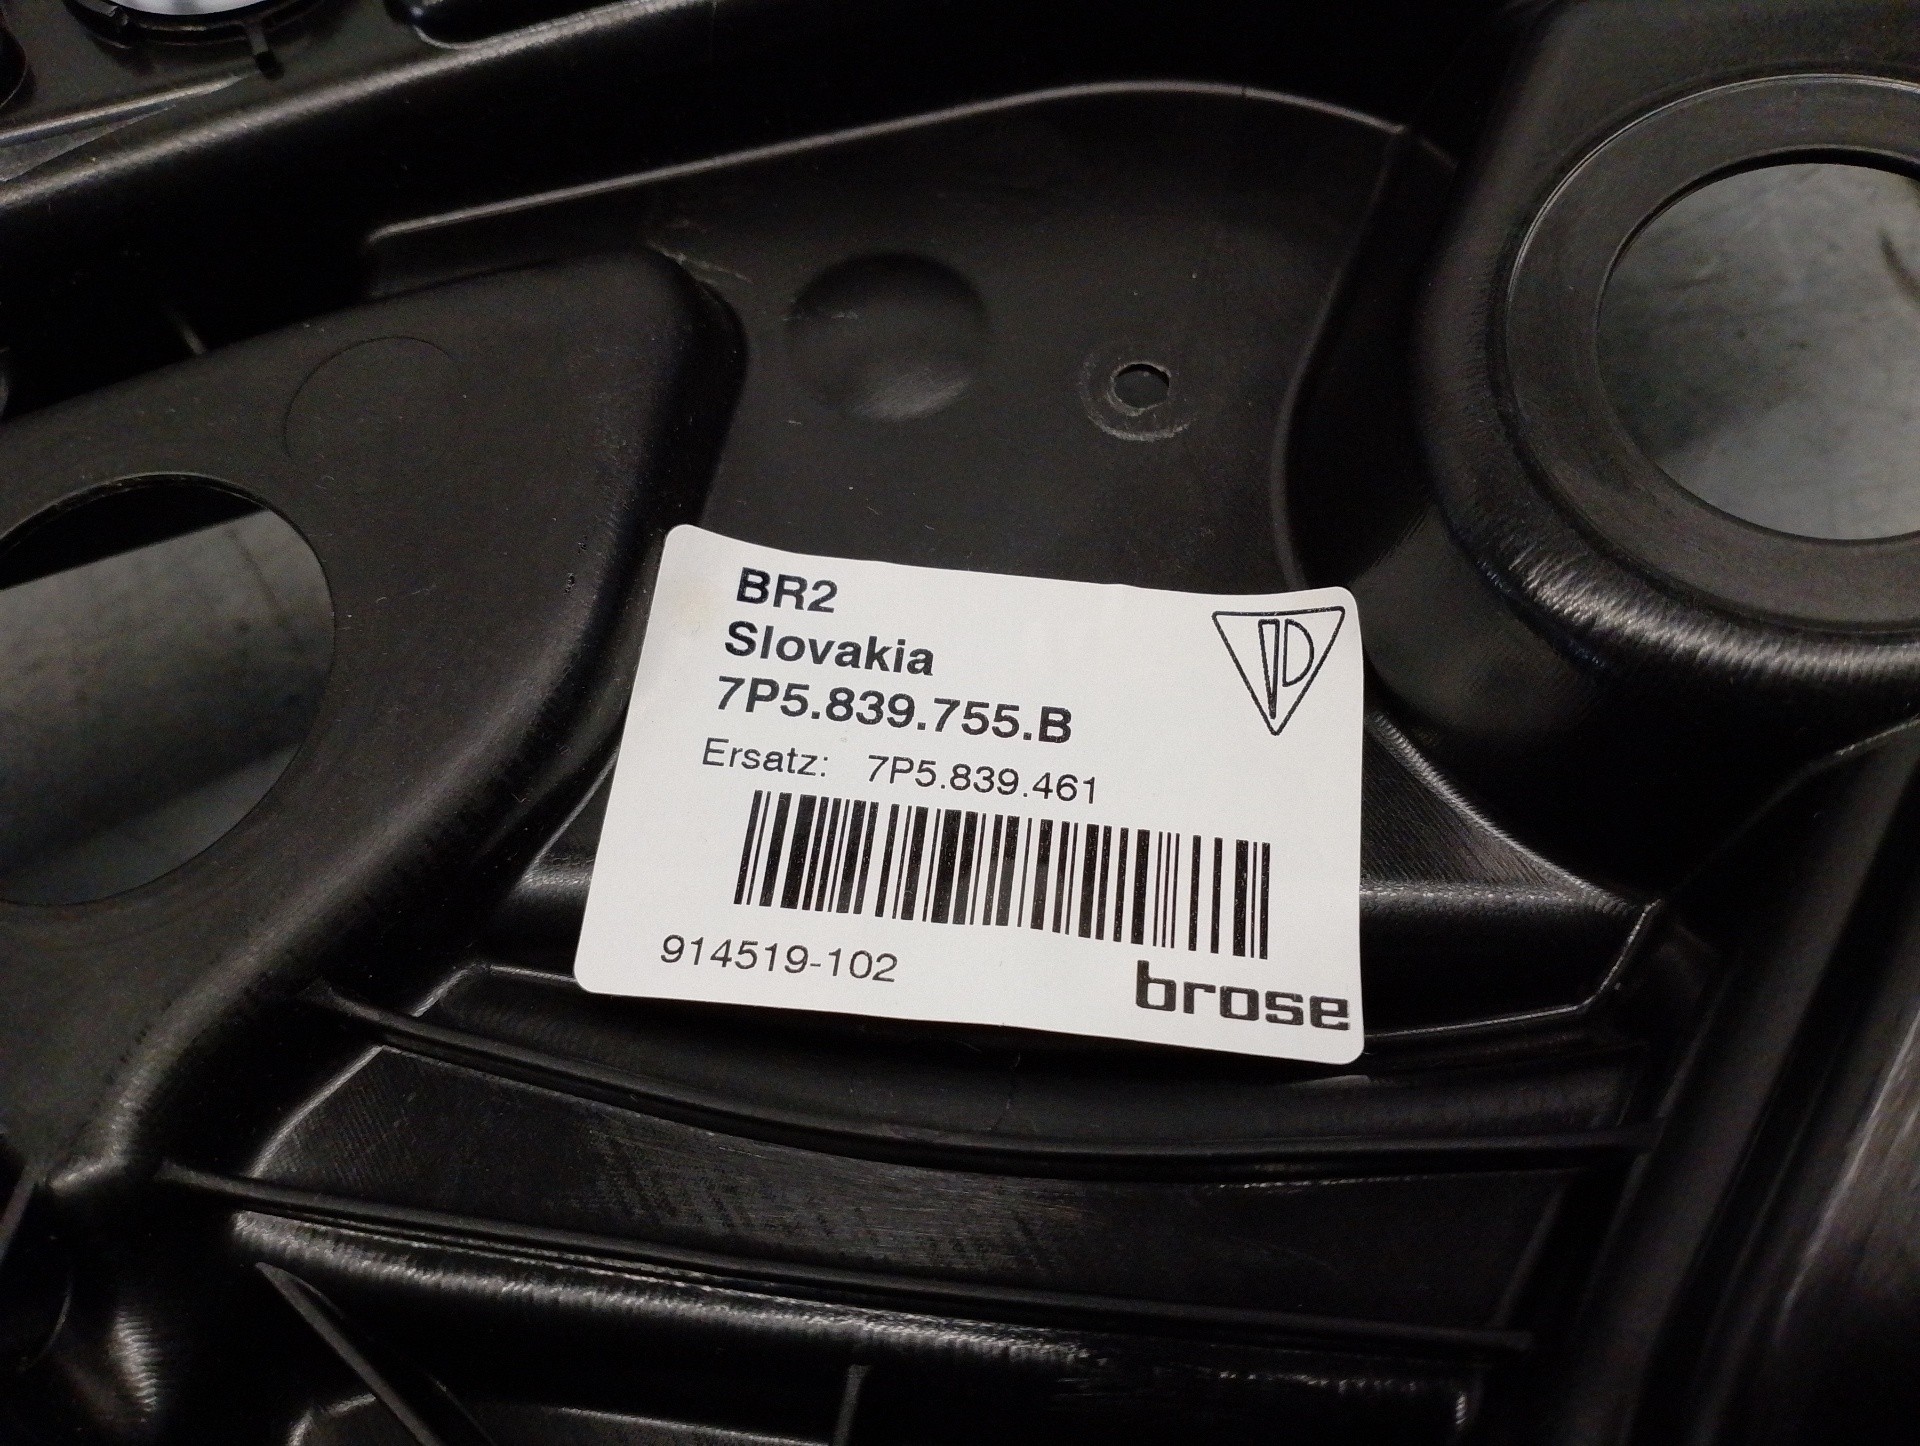 BR2
Slovakia
7P5.839.755.B
Ersatz: 7P5.839.461
914519-102
brose